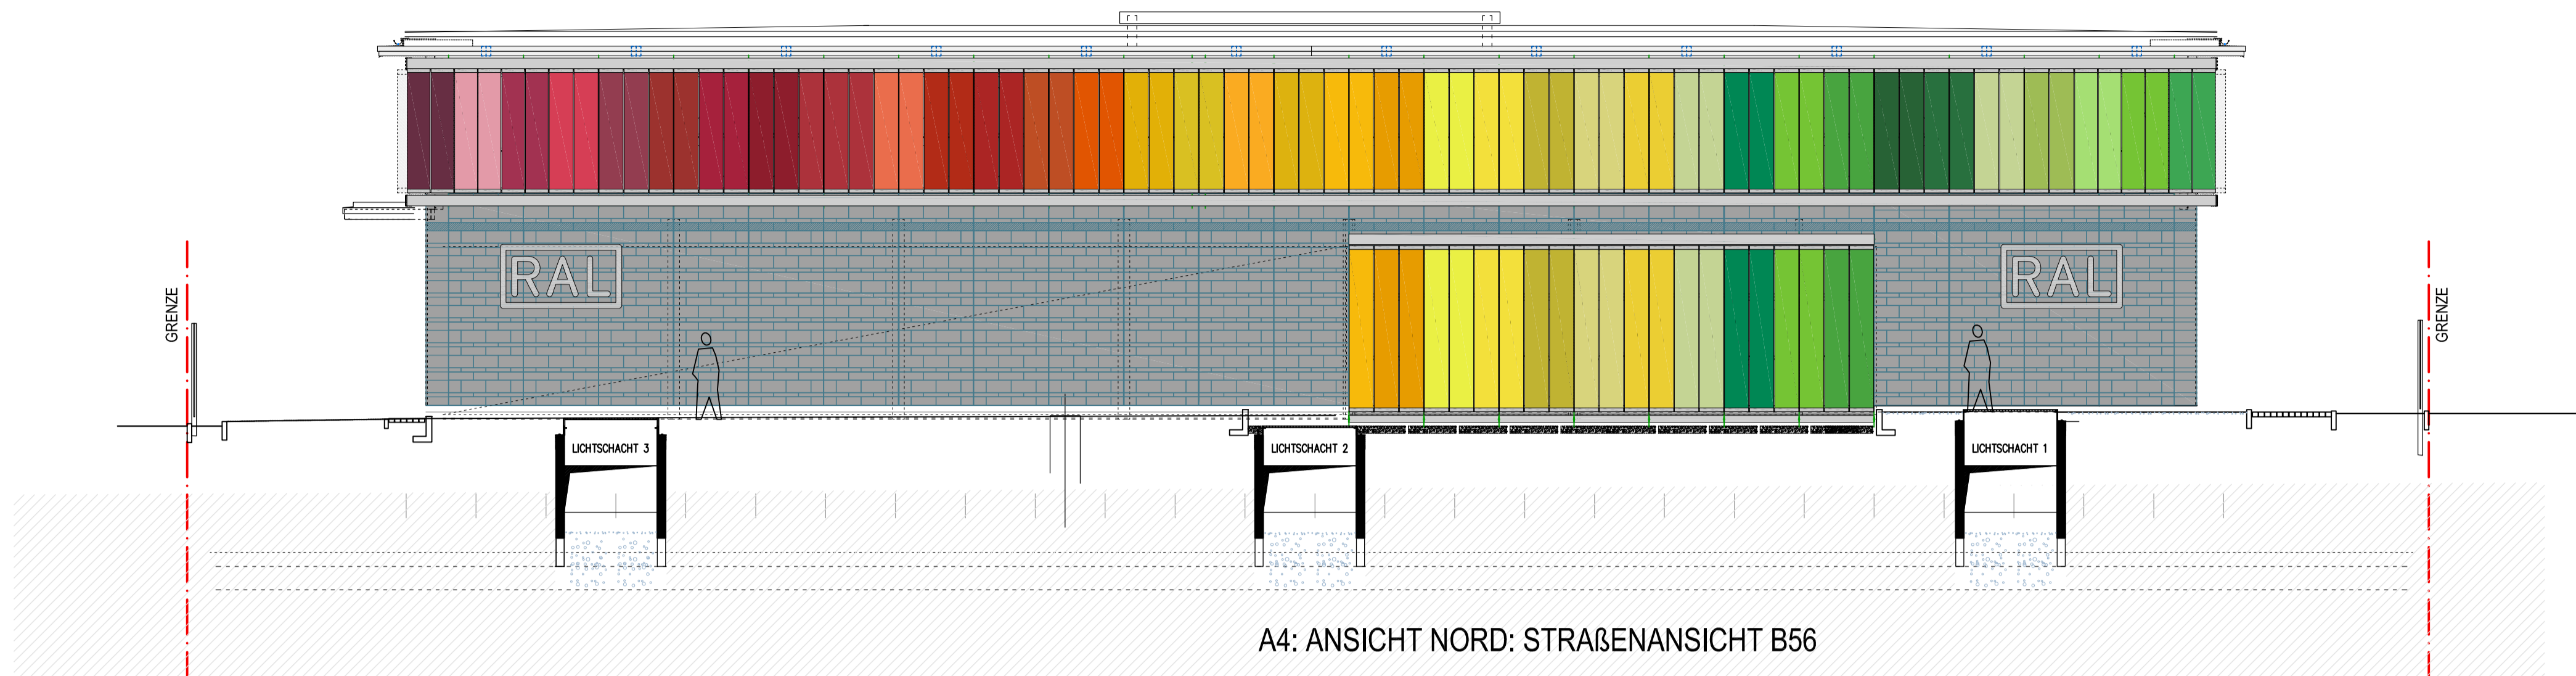 RAL
RAL
GRENZE
GRENZE
LICHTSCHACHT 3
LICHTSCHACHT 2
LICHTSCHACHT 1
A4: ANSICHT NORD: STRAßENANSICHT B56